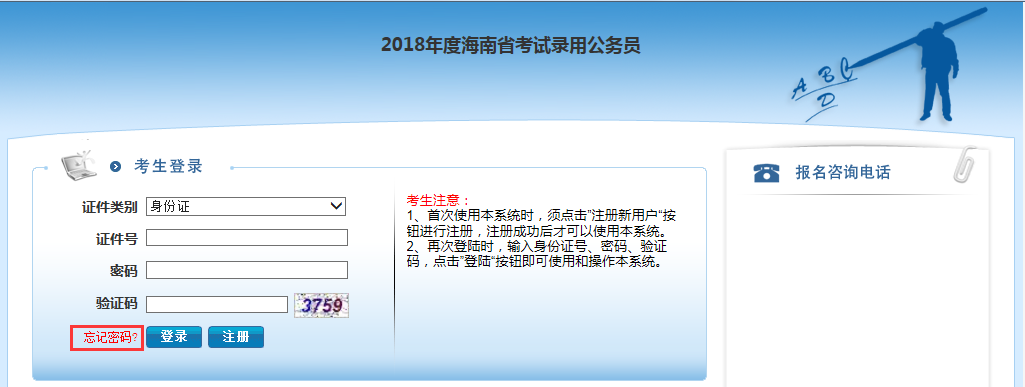 2018年度海南省考试录用公务员
A B C
D
考生登录
报名咨询电话
证件类别
身份证
证件号
密码
验证码
3759
忘记密码?
登录
注册
考生注意：
1、首次使用本系统时，须点击"注册新用户"按
钮进行注册，注册成功后才可以使用本系统。
2、再次登陆时，输入身份证号、密码、验证
码，点击"登陆"按钮即可使用和操作本系统。